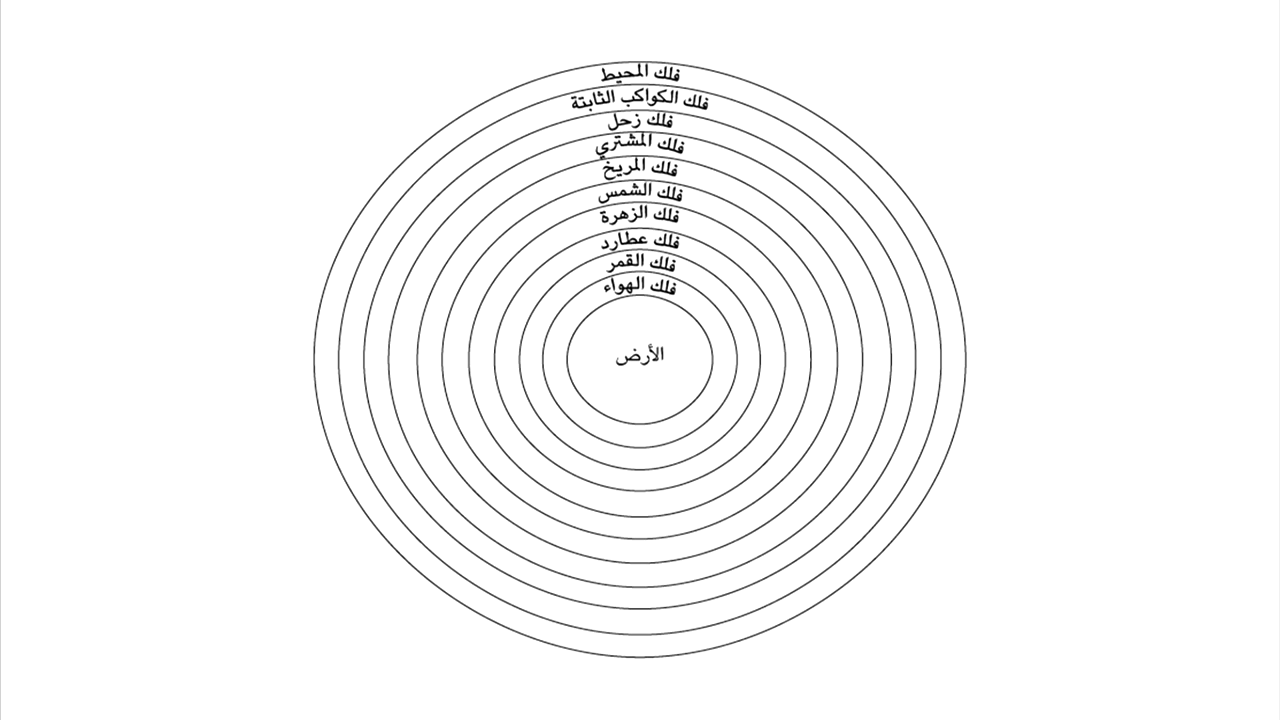 فلك المحيط
فلك الكواكب الثابتة
فلك زحل
فلك المشتري
فلك المريخ
فلك الشمس
فلك الزهرة
فلك عطارد
فلك القمر
فلك الهواء
الأرض